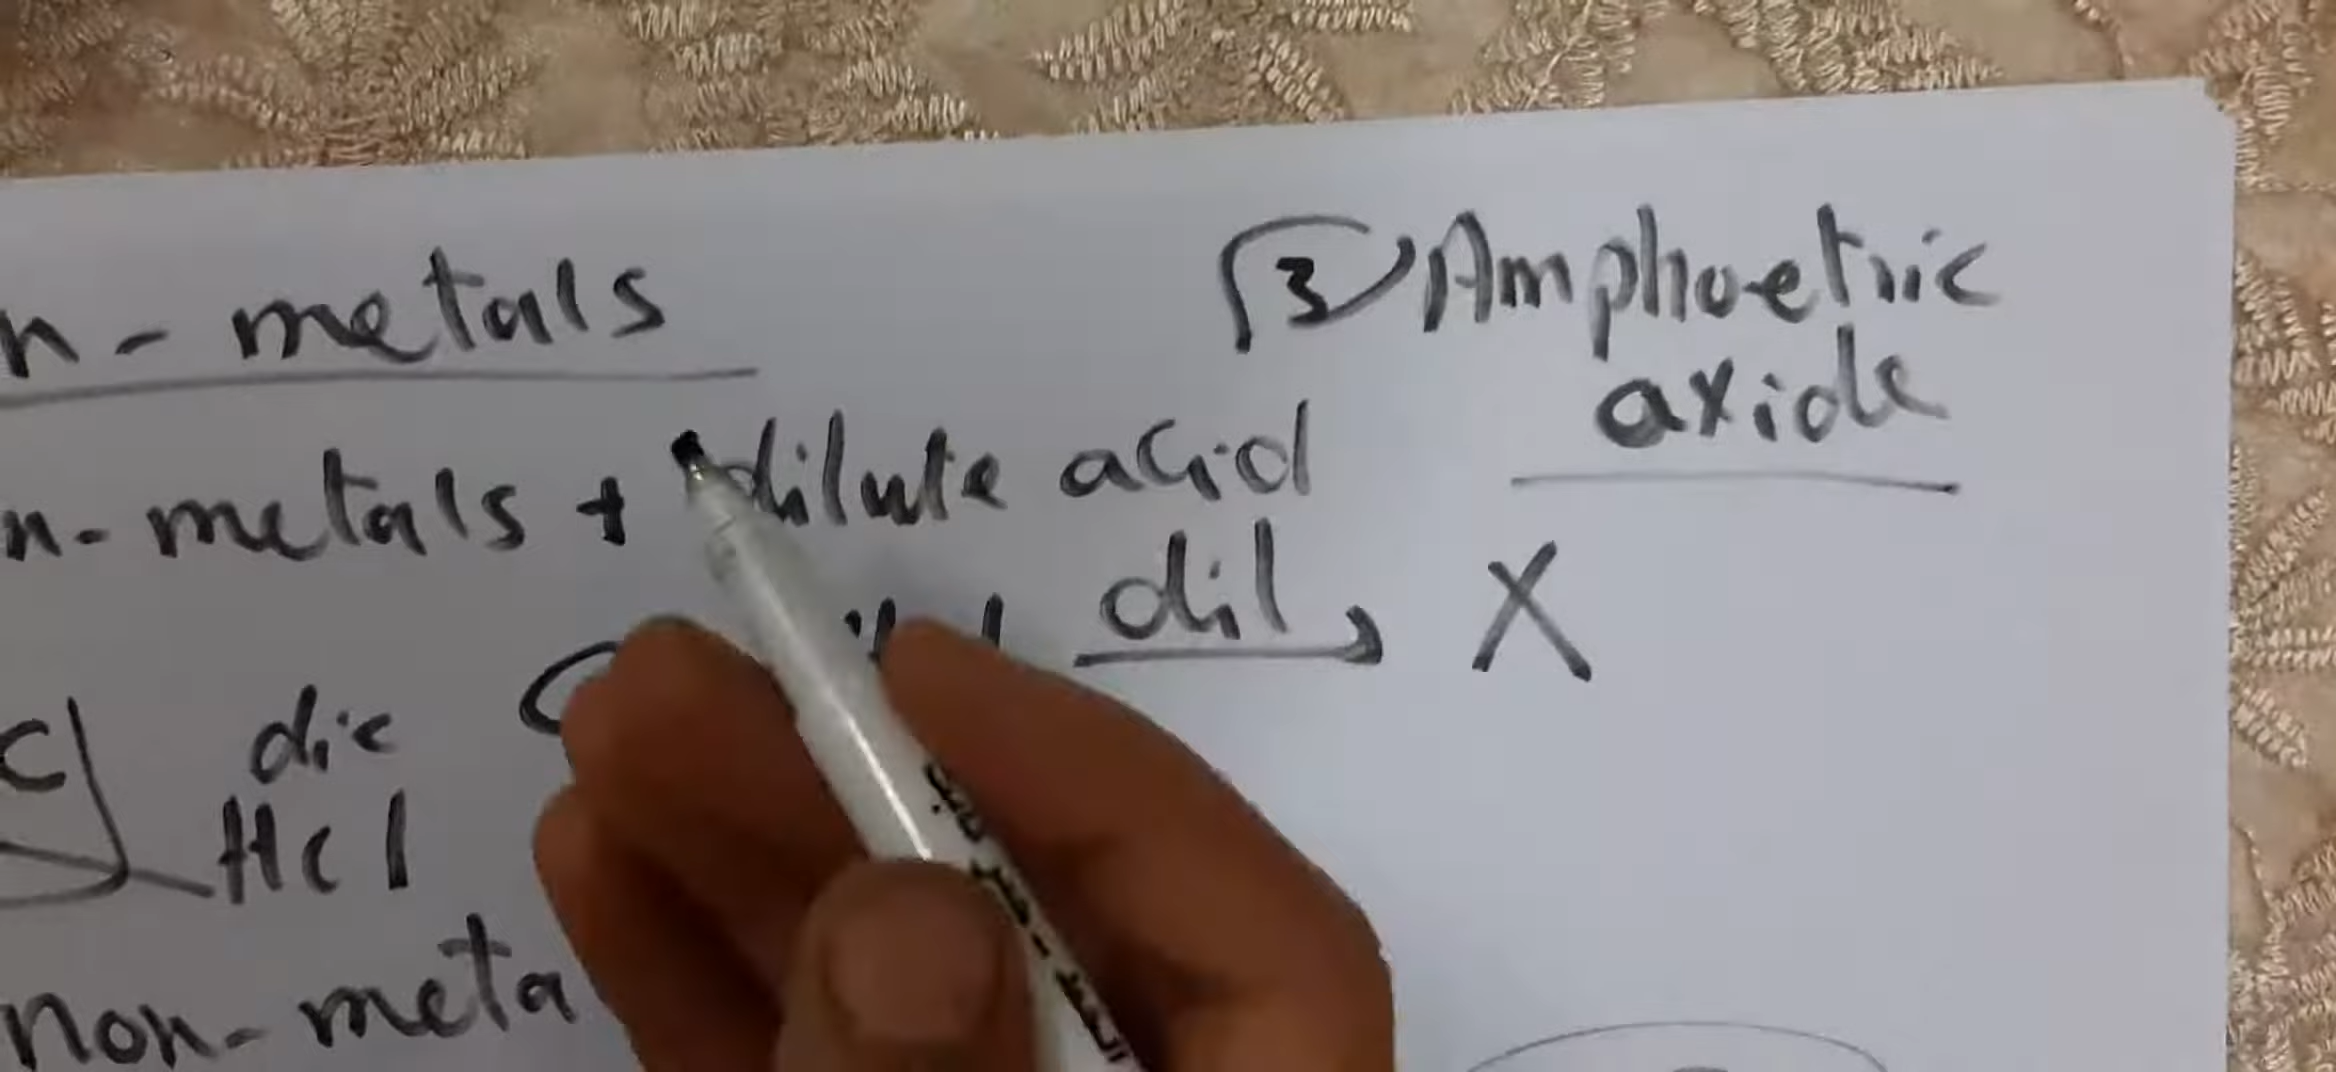 n-metals
③ Amphoetric
axide
n-metals + dilute acid
dil X
dic
HCl
non-meta